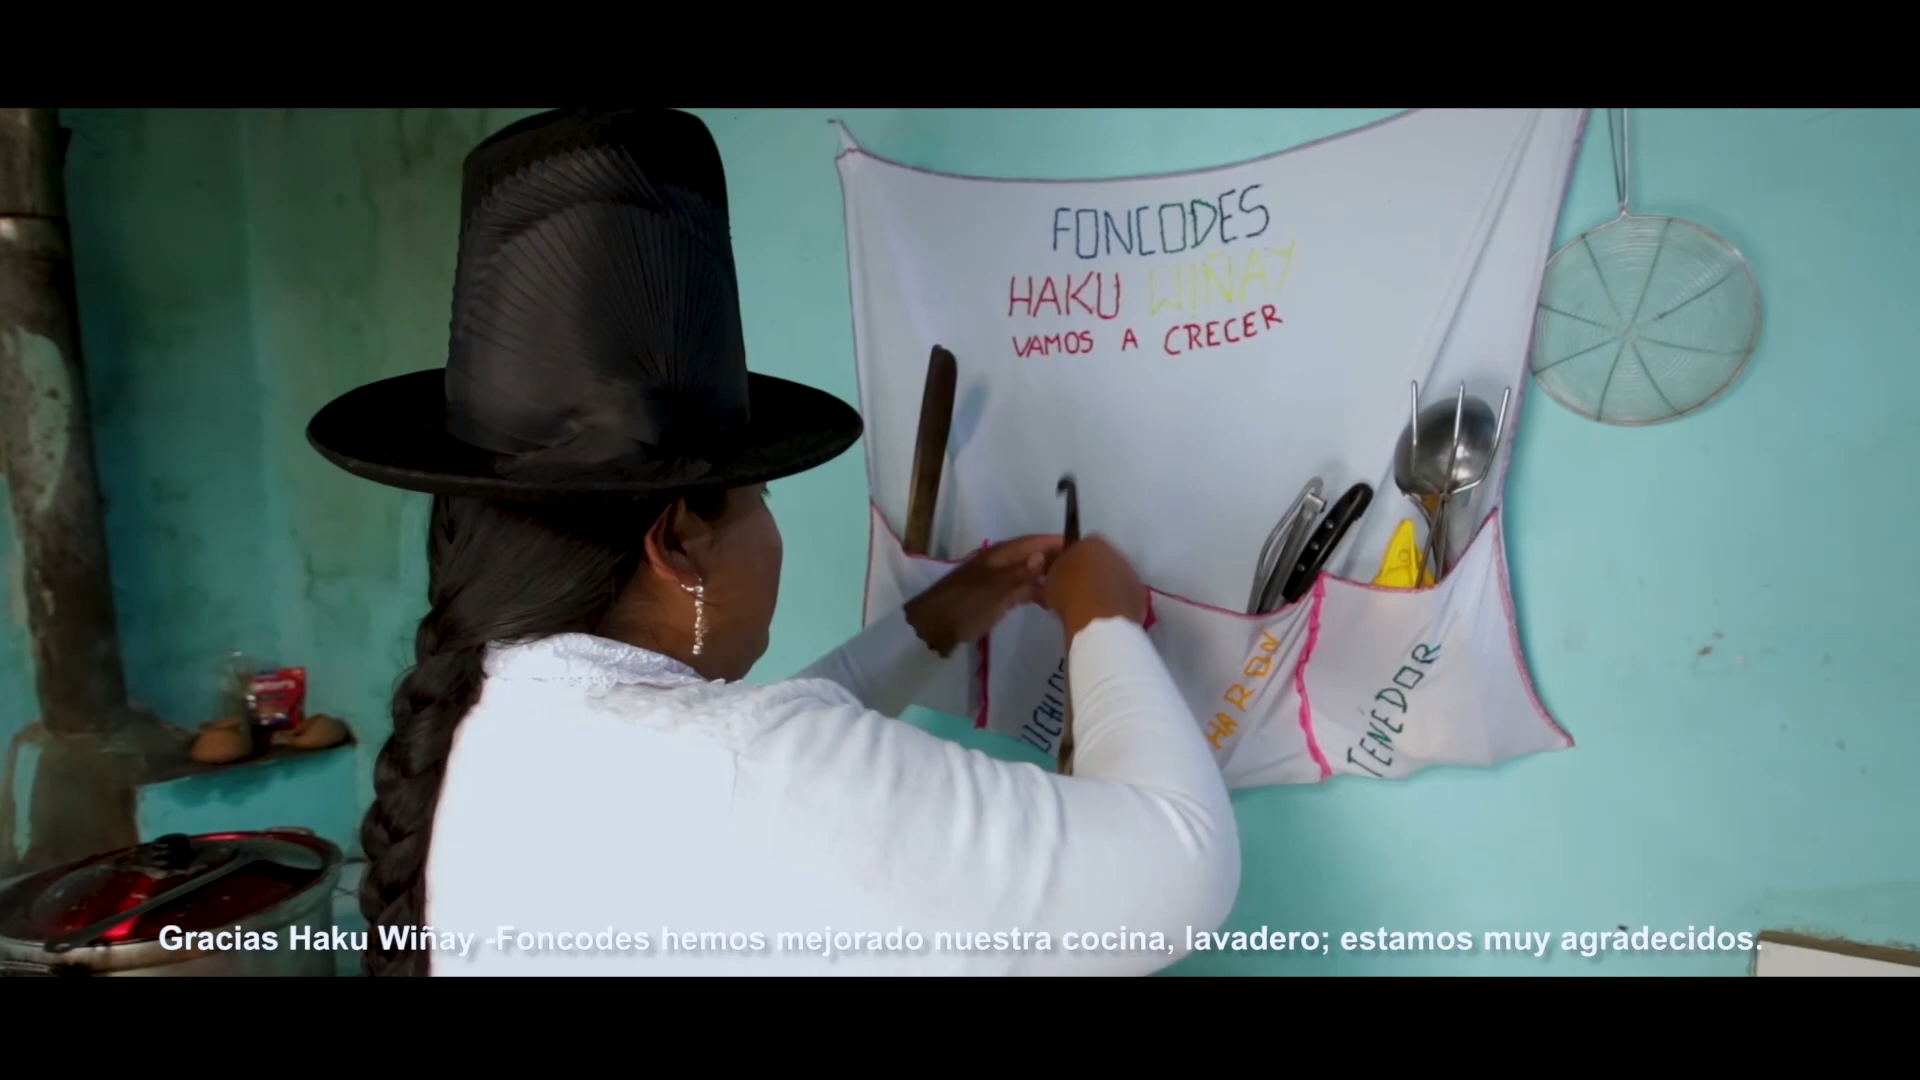 FONCODES
HAKU WIÑAY
VAMOS A CRECER
TENEDOR
Gracias Haku Wiñay -Foncodes hemos mejorado nuestra cocina, lavadero; estamos muy agradecidos.